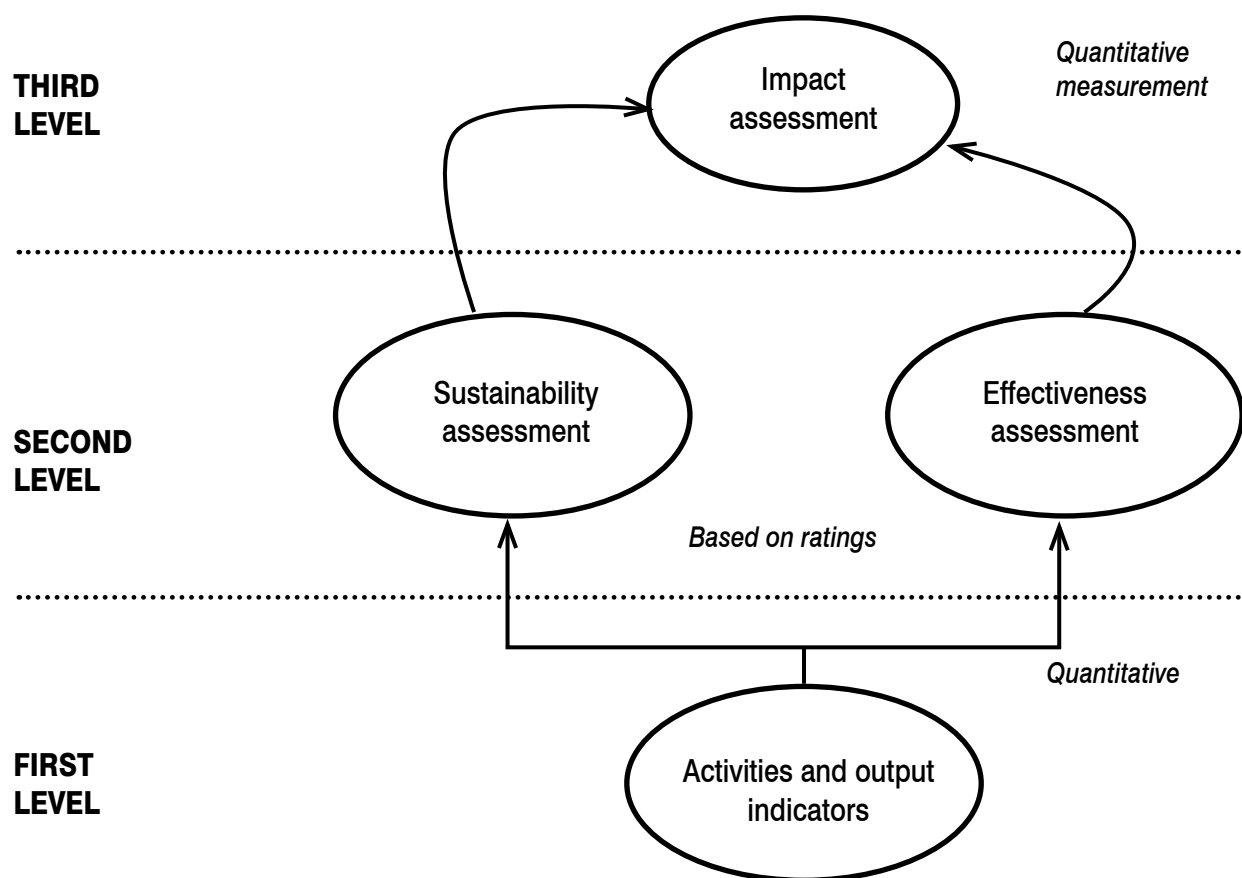 THIRD
LEVEL
Impact
assessment
Quantitative
measurement
SECOND
LEVEL
Sustainability
assessment
Effectiveness
assessment
Based on ratings
Quantitative
FIRST
LEVEL
Activities and output
indicators